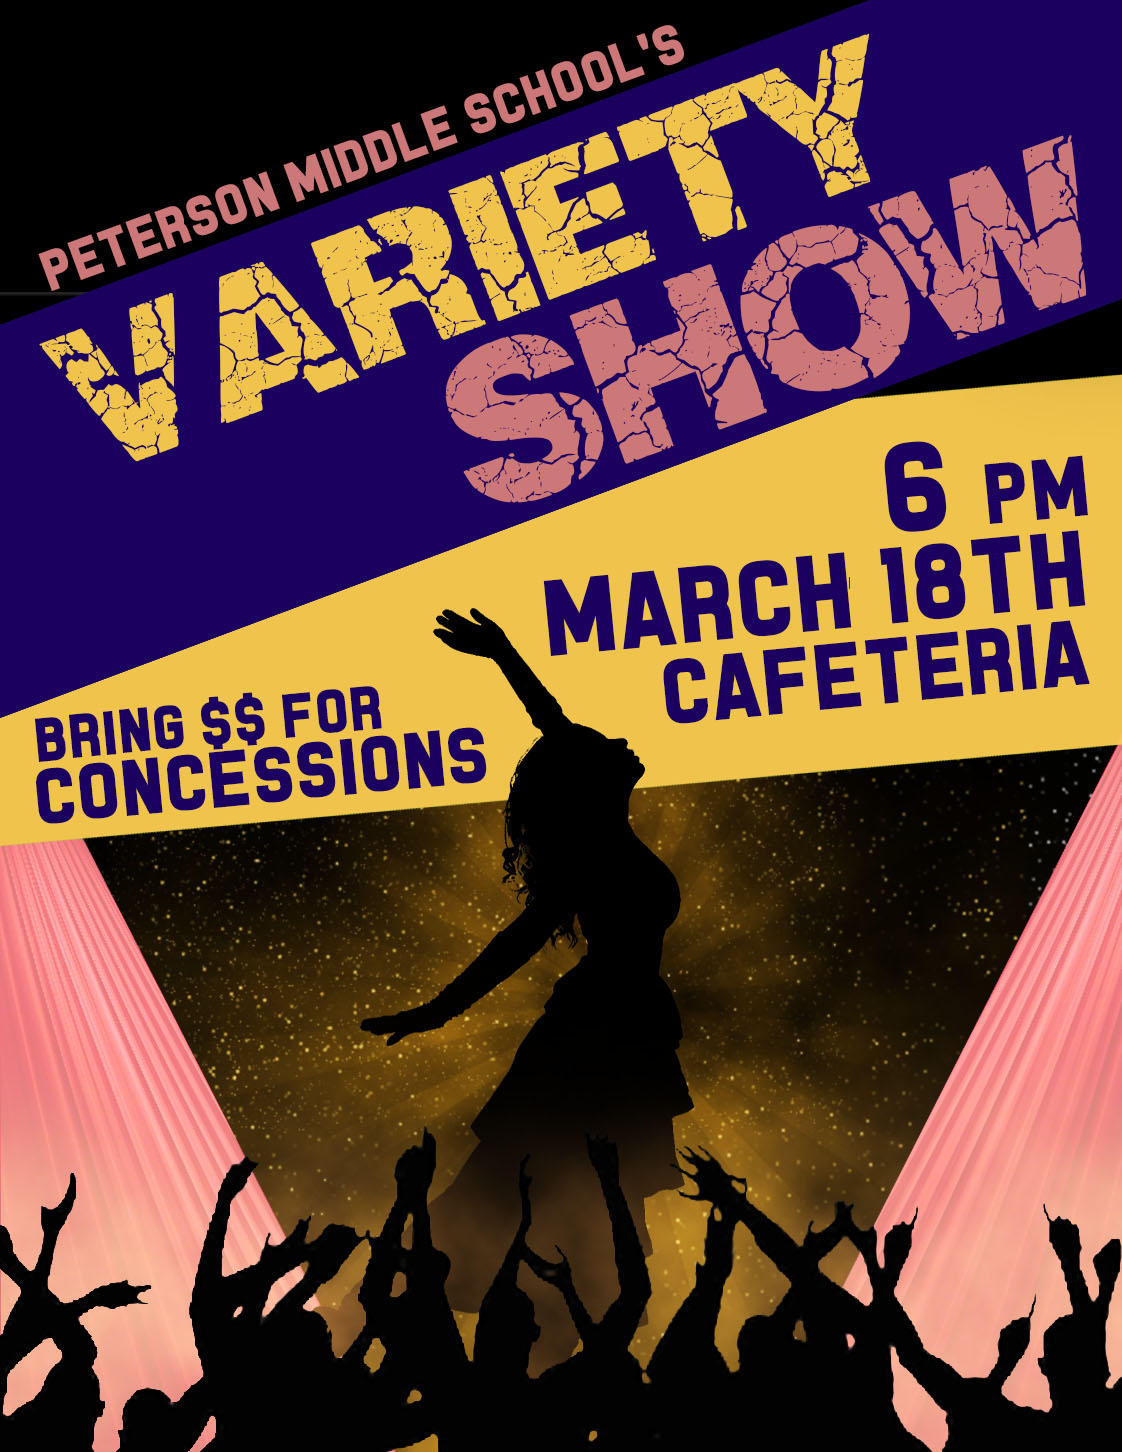 PETERSON MIDDLE SCHOOL'S
VARIETY
SHOW
6 PM
MARCH 18TH
CAFETERIA
BRING $$ FOR
CONCESSIONS